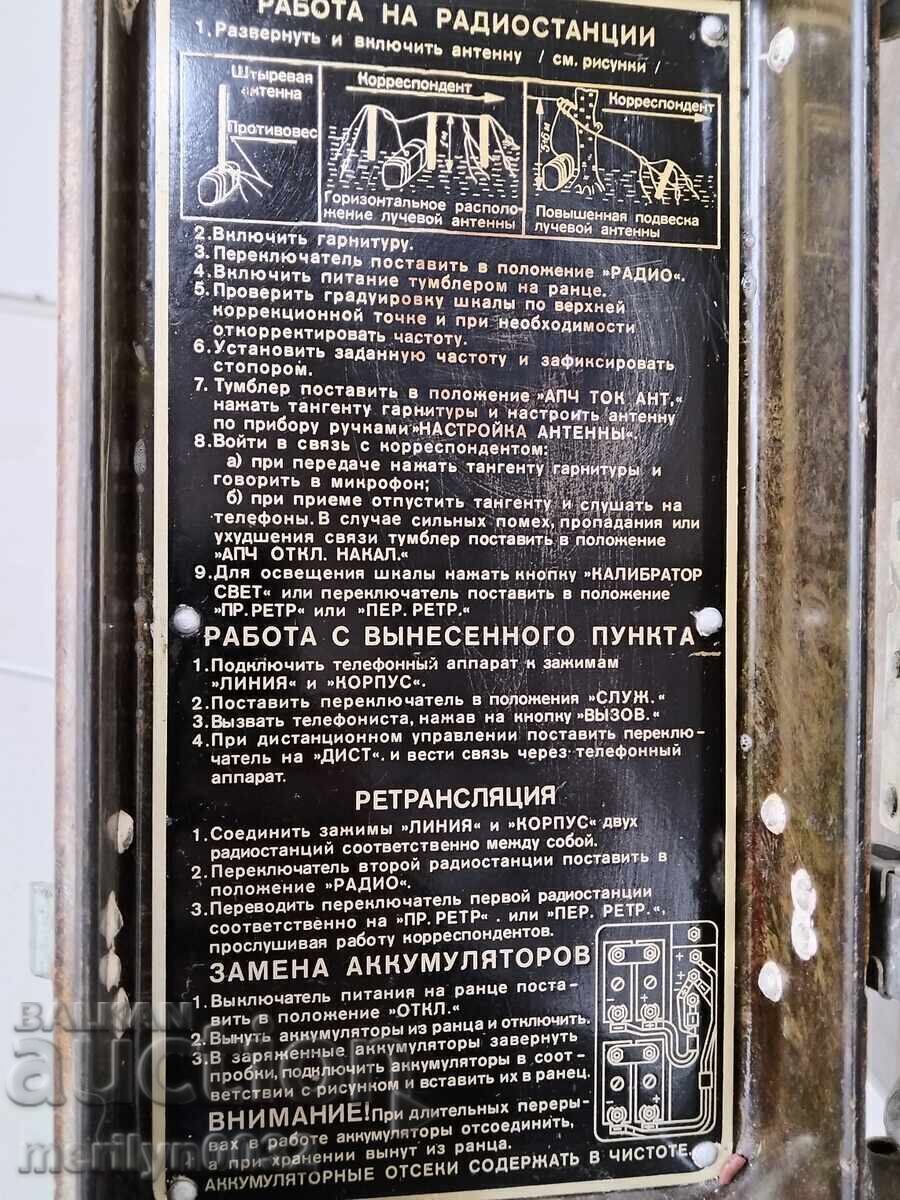 РАБОТА НА РАДИОСТАНЦИИ
1. Развернуть и включить антенну / см. рисунки /
Штыревая антенна
Противовес
Корреспондент
Горизонтальное располо-
жение лучевой антенны
Корреспондент
Повышенная подвеска
лучевой антенны
2. Включить гарнитуру.
3. Переключатель поставить в положение »РАДИО«.
4. Включить питание тумблером на ранце.
5. Проверить градуировку шкалы по верхней
коррекционной точке и при необходимости
откорректировать частоту.
6. Установить заданную частоту и зафиксировать
стопором.
7. Тумблер поставить в положение »АПЧ ТОК АНТ.«
нажать тангенту гарнитуры и настроить антенну
по прибору ручками »НАСТРОЙКА АНТЕННЫ«.
8. Войти в связь с корреспондентом:
а) при передаче нажать тангенту гарнитуры и
говорить в микрофон;
б) при приеме отпустить тангенту и слушать на
телефоны. В случае сильных помех, пропадания или
ухудшения связи тумблер поставить в положение
»АПЧ ОТКЛ. НАКАЛ.«
9. Для освещения шкалы нажать кнопку »КАЛИБРАТОР
СВЕТ« или переключатель поставить в положение
»ПР. РЕТР« или »ПЕР. РЕТР.«
РАБОТА С ВЫНЕСЕННОГО ПУНКТА
1. Подключить телефонный аппарат к зажимам
»ЛИНИЯ« и »КОРПУС«.
2. Поставить переключатель в положения »СЛУЖ.«
3. Вызвать телефониста, нажав на кнопку »ВЫЗОВ.«
4. При дистанционном управлении поставить переклю-
чатель на »ДИСТ«. и вести связь через телефонный
аппарат.
РЕТРАНСЛЯЦИЯ
1. Соединить зажимы »ЛИНИЯ« и »КОРПУС« двух
радиостанций соответственно между собой.
2. Переключатель второй радиостанции поставить в
положение »РАДИО«.
3. Переводить переключатель первой радиостанции
соответственно на »ПР. РЕТР«. или »ПЕР. РЕТР.«,
прослушивая работу корреспондентов.
ЗАМЕНА АККУМУЛЯТОРОВ
1. Выключатель питания на ранце поста-
вить в положение »ОТКЛ.«
2. Вынуть аккумуляторы из ранца и отключить.
3. В заряженные аккумуляторы завернуть
пробки, подключить аккумуляторы в соот-
ветствии с рисунком и вставить их в ранец.
ВНИМАНИЕ! При длительных переры-
вах в работе аккумуляторы отсоединить,
а при хранении вынут из ранца.
АККУМУЛЯТОРНЫЕ ОТСЕКИ СОДЕРЖАТЬ В ЧИСТОТЕ.
BALKAN
auction